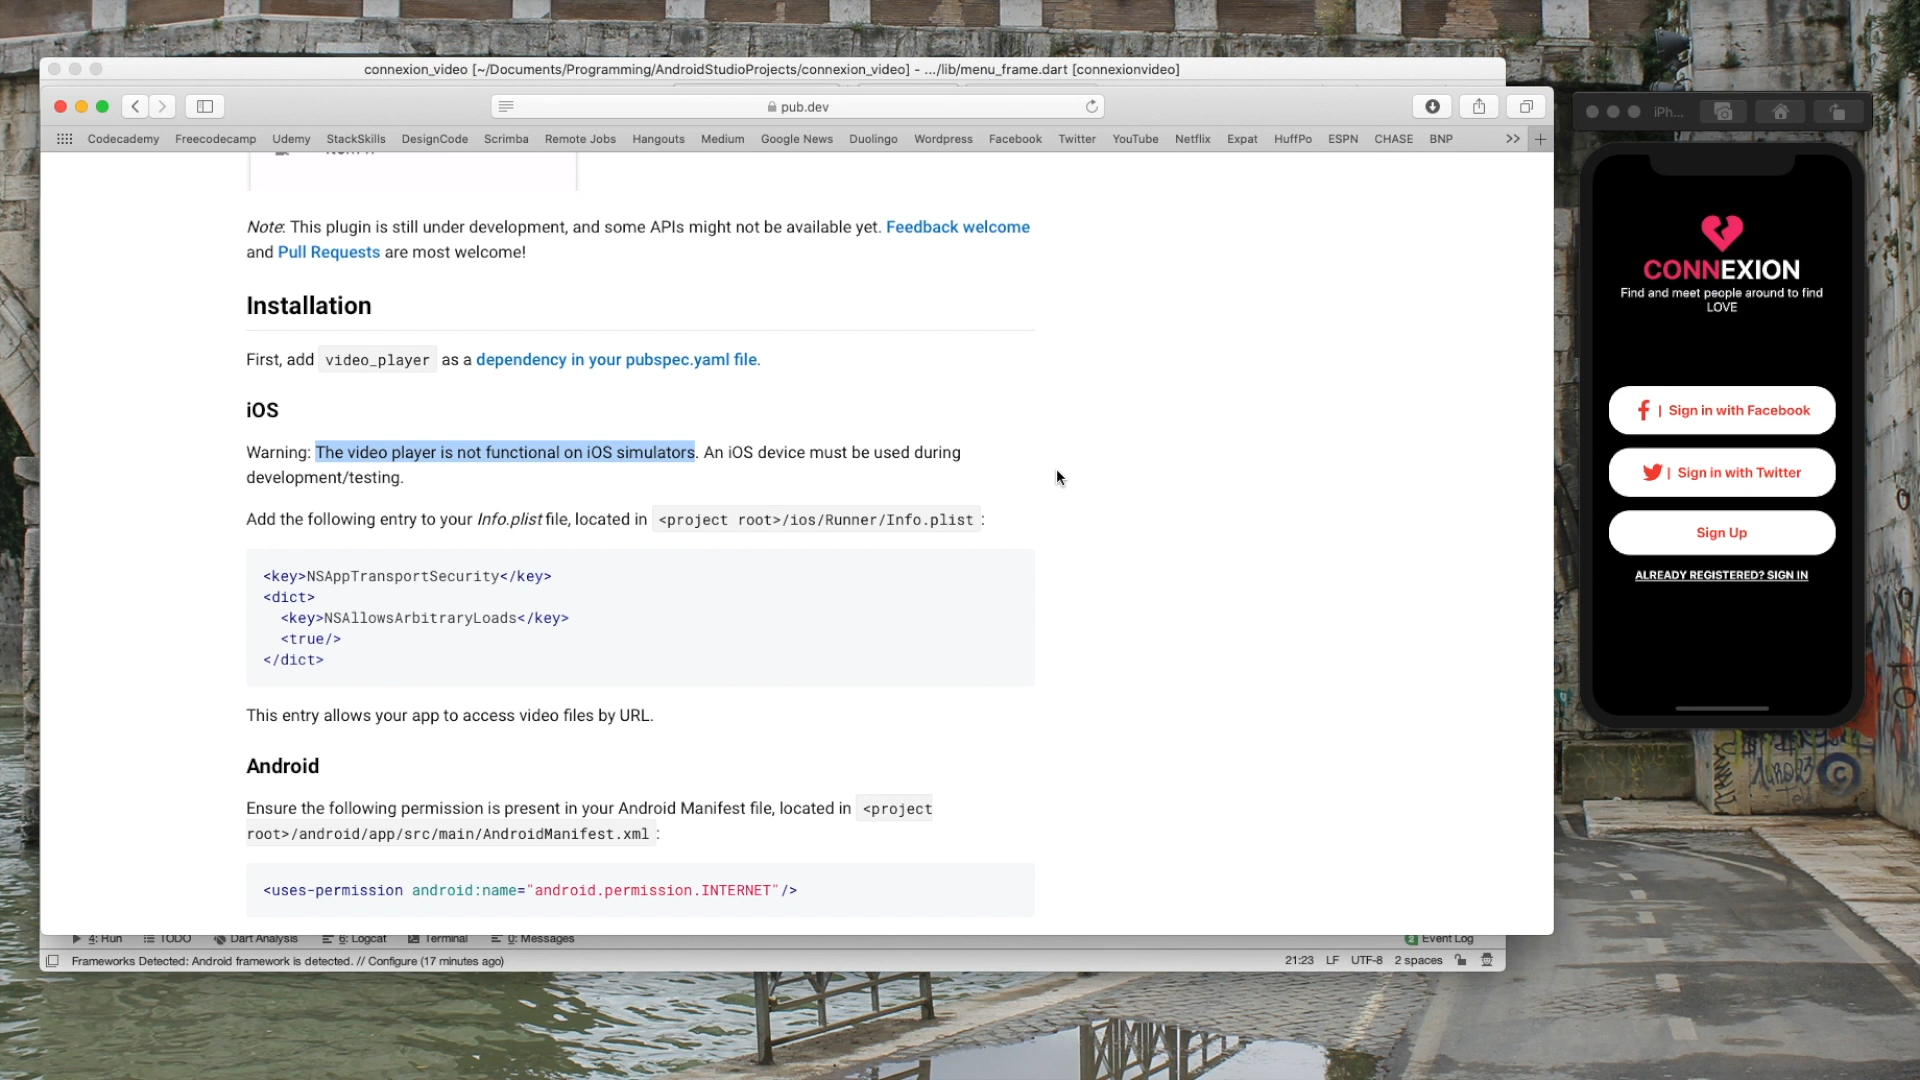 connexion_video [~/Documents/Programming/AndroidStudioProjects/connexion_video] - .../lib/menu_frame.dart [connexionvideo]
pub.dev
iPh...
Codecademy Freecodecamp Udemy StackSkills DesignCode Scrimba Remote Jobs Hangouts Medium Google News Duolingo Wordpress Facebook Twitter YouTube Netflix Expat HuffPo ESPN CHASE BNP >>
Note: This plugin is still under development, and some APIs might not be available yet. Feedback welcome
and Pull Requests are most welcome!
Installation
First, add video_player as a dependency in your pubspec.yaml file.
iOS
Warning: The video player is not functional on iOS simulators. An iOS device must be used during
development/testing.
Add the following entry to your Info.plist file, located in <project root>/ios/Runner/Info.plist :
<key>NSAppTransportSecurity</key>
<dict>
<key>NSAllowsArbitraryLoads</key>
<true/>
</dict>
This entry allows your app to access video files by URL.
Android
Ensure the following permission is present in your Android Manifest file, located in <project
root>/android/app/src/main/AndroidManifest.xml :
<uses-permission android:name="android.permission.INTERNET"/>
4: Run TODO Dart Analysis 6: Logcat Terminal 0: Messages 2 Event Log
Frameworks Detected: Android framework is detected. // Configure (17 minutes ago) 21:23 LF UTF-8 2 spaces
CONNEXION
Find and meet people around to find
LOVE
| Sign in with Facebook
| Sign in with Twitter
Sign Up
ALREADY REGISTERED? SIGN IN